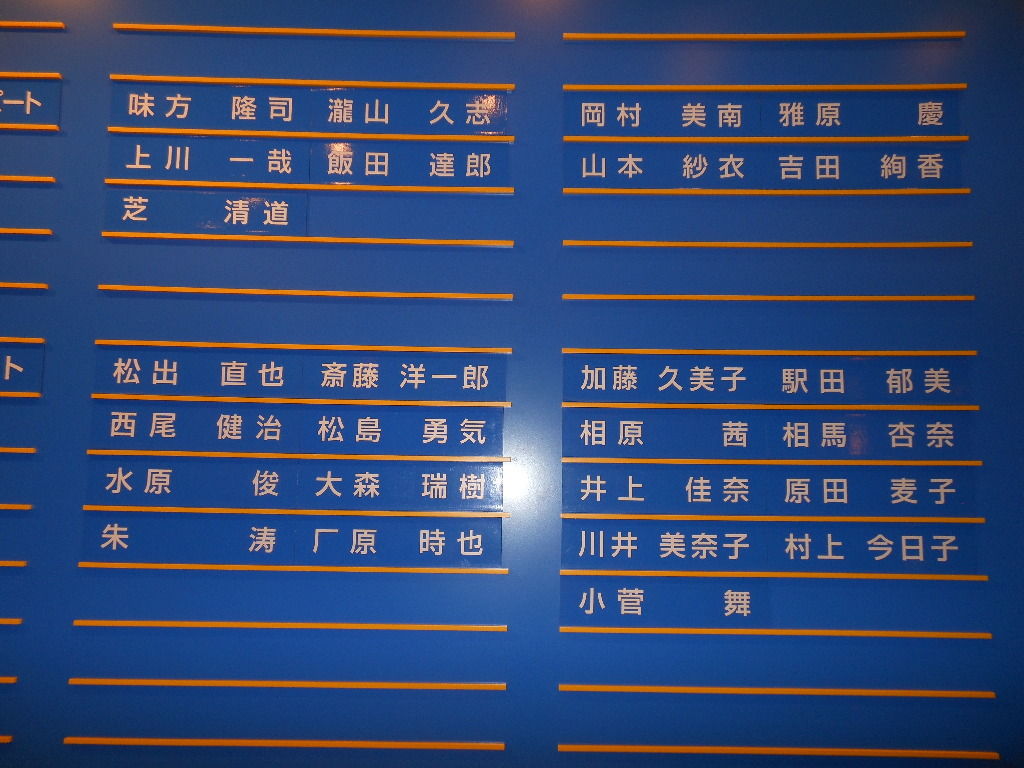 ピート
味方 隆司 瀧山 久志
上川 一哉 飯田 達郎
芝 清道
岡村 美南 雅原 慶
山本 紗衣 吉田 絢香
ト
松出 直也 斎藤 洋一郎
西尾 健治 松島 勇気
水原 俊 大森 瑞樹
朱 涛 厂原 時也
加藤 久美子 駅田 郁美
相原 茜 相馬 杏奈
井上 佳奈 原田 麦子
川井 美奈子 村上 今日子
小菅 舞